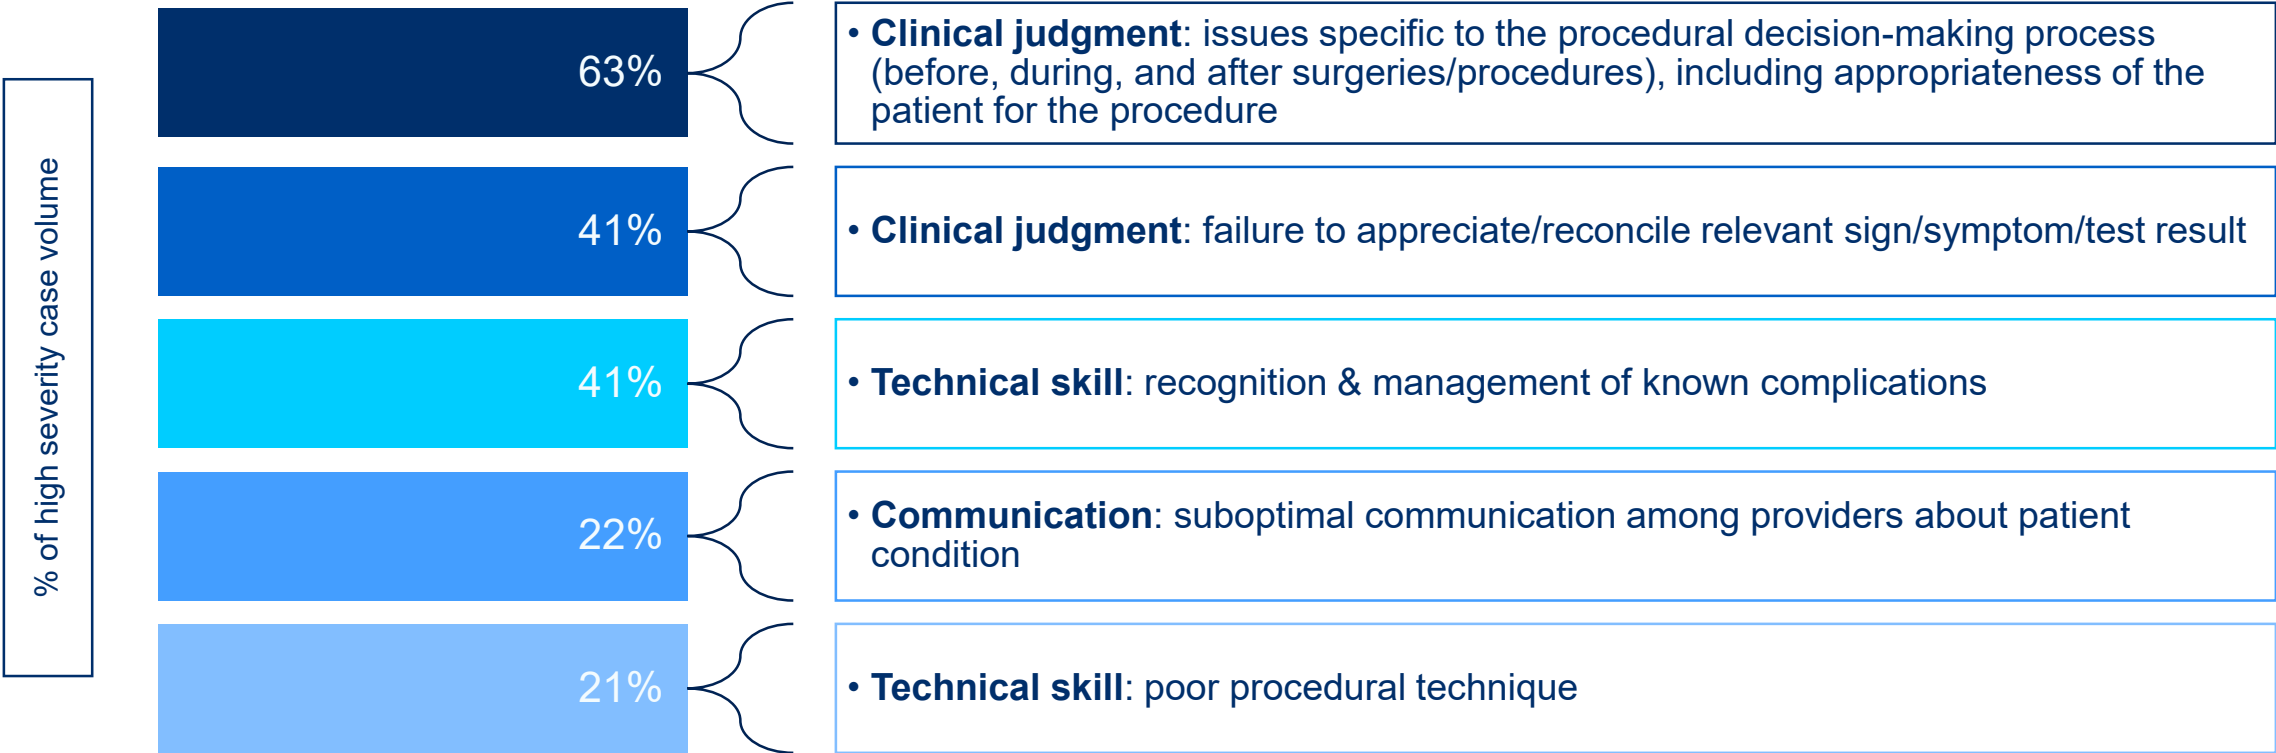 % of high severity case volume
63%
• Clinical judgment: issues specific to the procedural decision-making process
(before, during, and after surgeries/procedures), including appropriateness of the
patient for the procedure
41%
• Clinical judgment: failure to appreciate/reconcile relevant sign/symptom/test result
41%
• Technical skill: recognition & management of known complications
22%
• Communication: suboptimal communication among providers about patient
condition
21%
• Technical skill: poor procedural technique